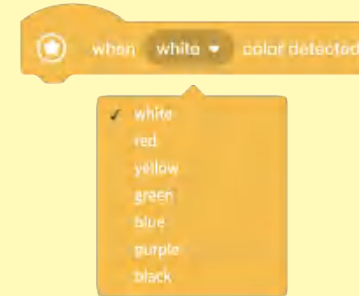 when white color detected
white
red
yellow
green
blue
purple
black